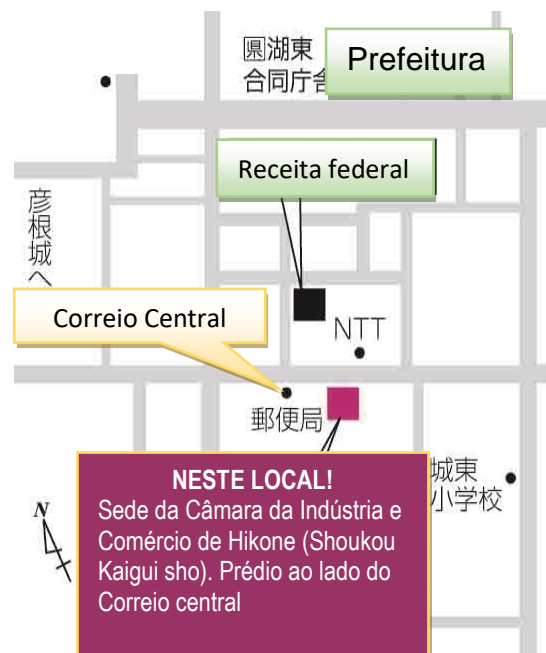 圓湖東
合同庁舎
Prefeitura
Receita federal
彦根城へ
Correio Central
NTT
郵便局
NESTE LOCAL!
Sede da Câmara da Indústria e
Comércio de Hikone (Shoukou
Kaigui sho). Prédio ao lado do
Correio central
城東
小学校
N